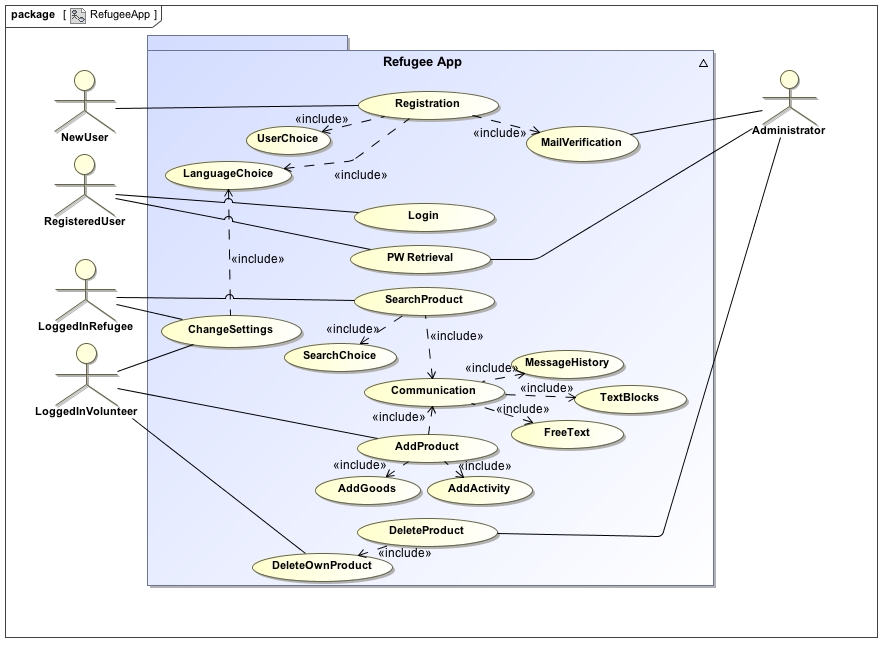 package [ RefugeeApp ]
Refugee App
Registration
«include»
UserChoice
«include»
MailVerification
NewUser
Administrator
LanguageChoice
«include»
RegisteredUser
Login
PW Retrieval
«include»
SearchProduct
LoggedInRefugee
ChangeSettings
«include»
«include»
SearchChoice
MessageHistory
«include»
Communication
«include»
TextBlocks
LoggedInVolunteer
«include»
«include»
FreeText
AddProduct
«include»
«include»
AddGoods
AddActivity
DeleteProduct
«include»
DeleteOwnProduct